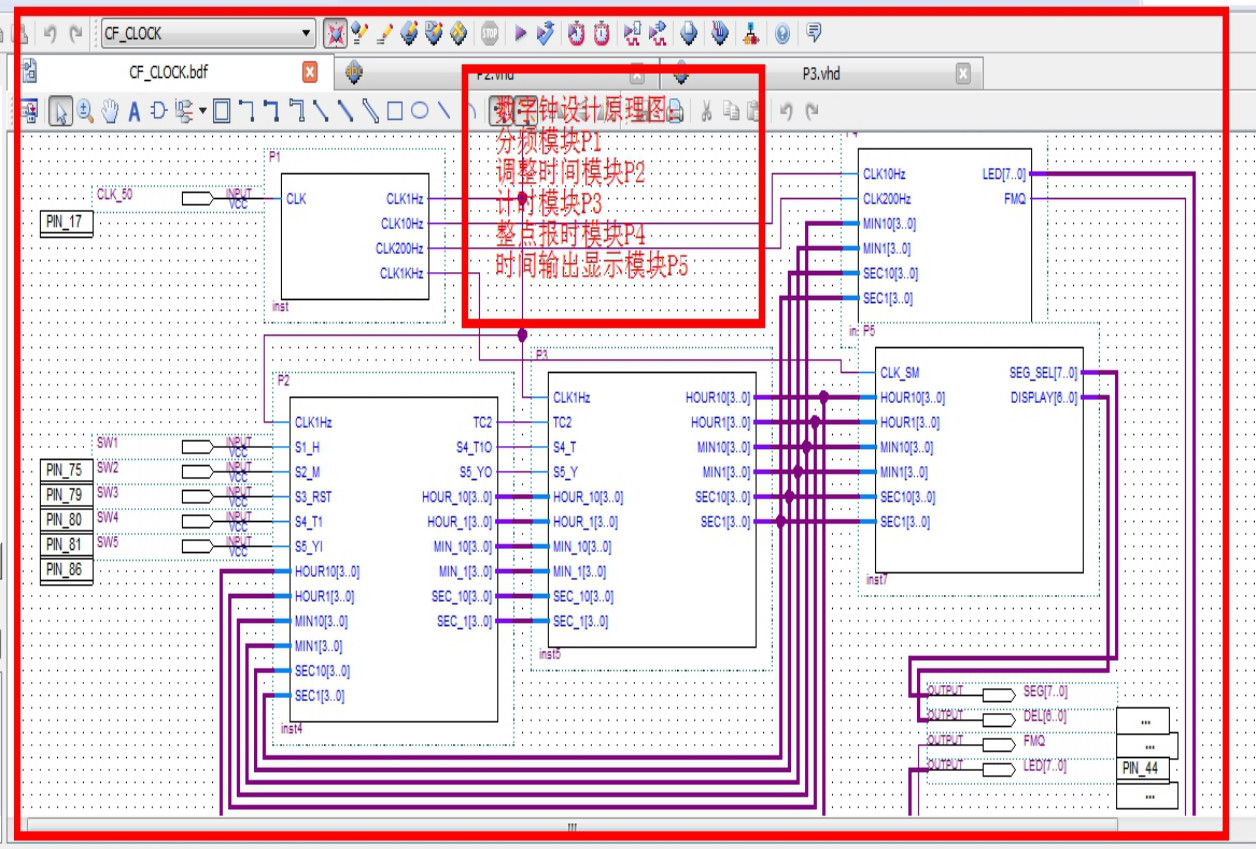 CF_CLOCK
STOP
CF_CLOCK.bdf
P2.vhd
P3.vhd
数字钟设计原理图:
分频模块P1
调整时间模块P2
计时模块P3
整点报时模块P4
时间输出显示模块P5
P1
CLK_50
INPUT
VCC
PIN_17
CLK
CLK1Hz
CLK10Hz
CLK200Hz
CLK1KHz
inst
CLK10Hz
CLK200Hz
MIN10[3..0]
MIN1[3..0]
SEC10[3..0]
SEC1[3..0]
LED[7..0]
FMQ
P2
SW1
INPUT
VCC
SW2
INPUT
VCC
SW3
INPUT
VCC
SW4
INPUT
VCC
SW5
INPUT
VCC
PIN_75
PIN_79
PIN_80
PIN_81
PIN_86
CLK1Hz
S1_H
S2_M
S3_RST
S4_T1
S5_YI
HOUR10[3..0]
HOUR1[3..0]
MIN10[3..0]
MIN1[3..0]
SEC10[3..0]
SEC1[3..0]
TC2
S4_T1O
S5_YO
HOUR_10[3..0]
HOUR_1[3..0]
MIN_10[3..0]
MIN_1[3..0]
SEC_10[3..0]
SEC_1[3..0]
inst4
P3
CLK1Hz
TC2
S4_T
S5_Y
HOUR_10[3..0]
HOUR_1[3..0]
MIN_10[3..0]
MIN_1[3..0]
SEC_10[3..0]
SEC_1[3..0]
HOUR10[3..0]
HOUR1[3..0]
MIN10[3..0]
MIN1[3..0]
SEC10[3..0]
SEC1[3..0]
inst5
P5
CLK_SM
HOUR10[3..0]
HOUR1[3..0]
MIN10[3..0]
MIN1[3..0]
SEC10[3..0]
SEC1[3..0]
SEG_SEL[7..0]
DISPLAY[6..0]
inst7
OUTPUT
SEG[7..0]
OUTPUT
DEL[6..0]
OUTPUT
FMQ
OUTPUT
LED[7..0]
...
...
PIN_44
...